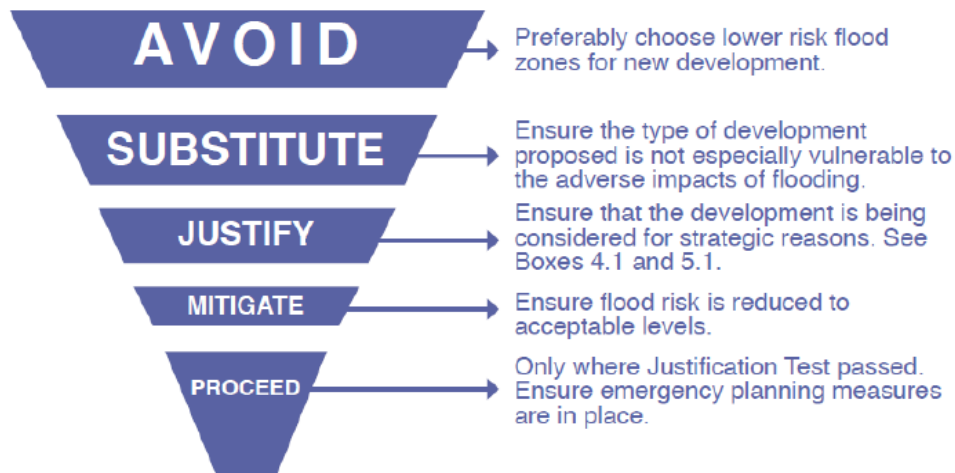 AVOID
Preferably choose lower risk flood
zones for new development.
SUBSTITUTE
Ensure the type of development
proposed is not especially vulnerable to
the adverse impacts of flooding.
JUSTIFY
Ensure that the development is being
considered for strategic reasons. See
Boxes 4.1 and 5.1.
MITIGATE
Ensure flood risk is reduced to
acceptable levels.
PROCEED
Only where Justification Test passed.
Ensure emergency planning measures
are in place.